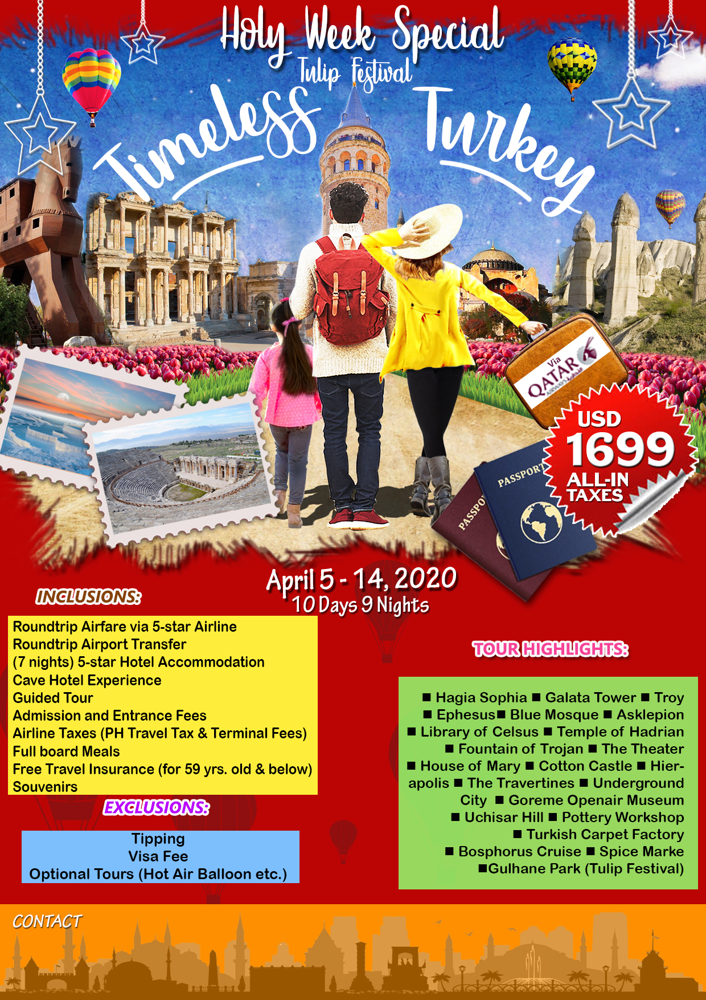 Holy Week Special
Tulip Festival
Timeless Turkey
Via
QATAR
AIRWAYS
USD
1699
ALL-IN
TAXES
PASSPORT
PASSPO
April 5 - 14, 2020
10 Days 9 Nights
INCLUSIONS:
Roundtrip Airfare via 5-star Airline
Roundtrip Airport Transfer
(7 nights) 5-star Hotel Accommodation
Cave Hotel Experience
Guided Tour
Admission and Entrance Fees
Airline Taxes (PH Travel Tax & Terminal Fees)
Full board Meals
Free Travel Insurance (for 59 yrs. old & below)
Souvenirs
EXCLUSIONS:
Tipping
Visa Fee
Optional Tours (Hot Air Balloon etc.)
TOUR HIGHLIGHTS:
■ Hagia Sophia ■ Galata Tower ■ Troy
■ Ephesus■ Blue Mosque ■ Asklepion
■ Library of Celsus ■ Temple of Hadrian
■ Fountain of Trojan ■ The Theater
■ House of Mary ■ Cotton Castle ■ Hier-
apolis ■ The Travertines ■ Underground
City ■ Goreme Openair Museum
■ Uchisar Hill ■ Pottery Workshop
■ Turkish Carpet Factory
■ Bosphorus Cruise ■ Spice Marke
■Gulhane Park (Tulip Festival)
CONTACT